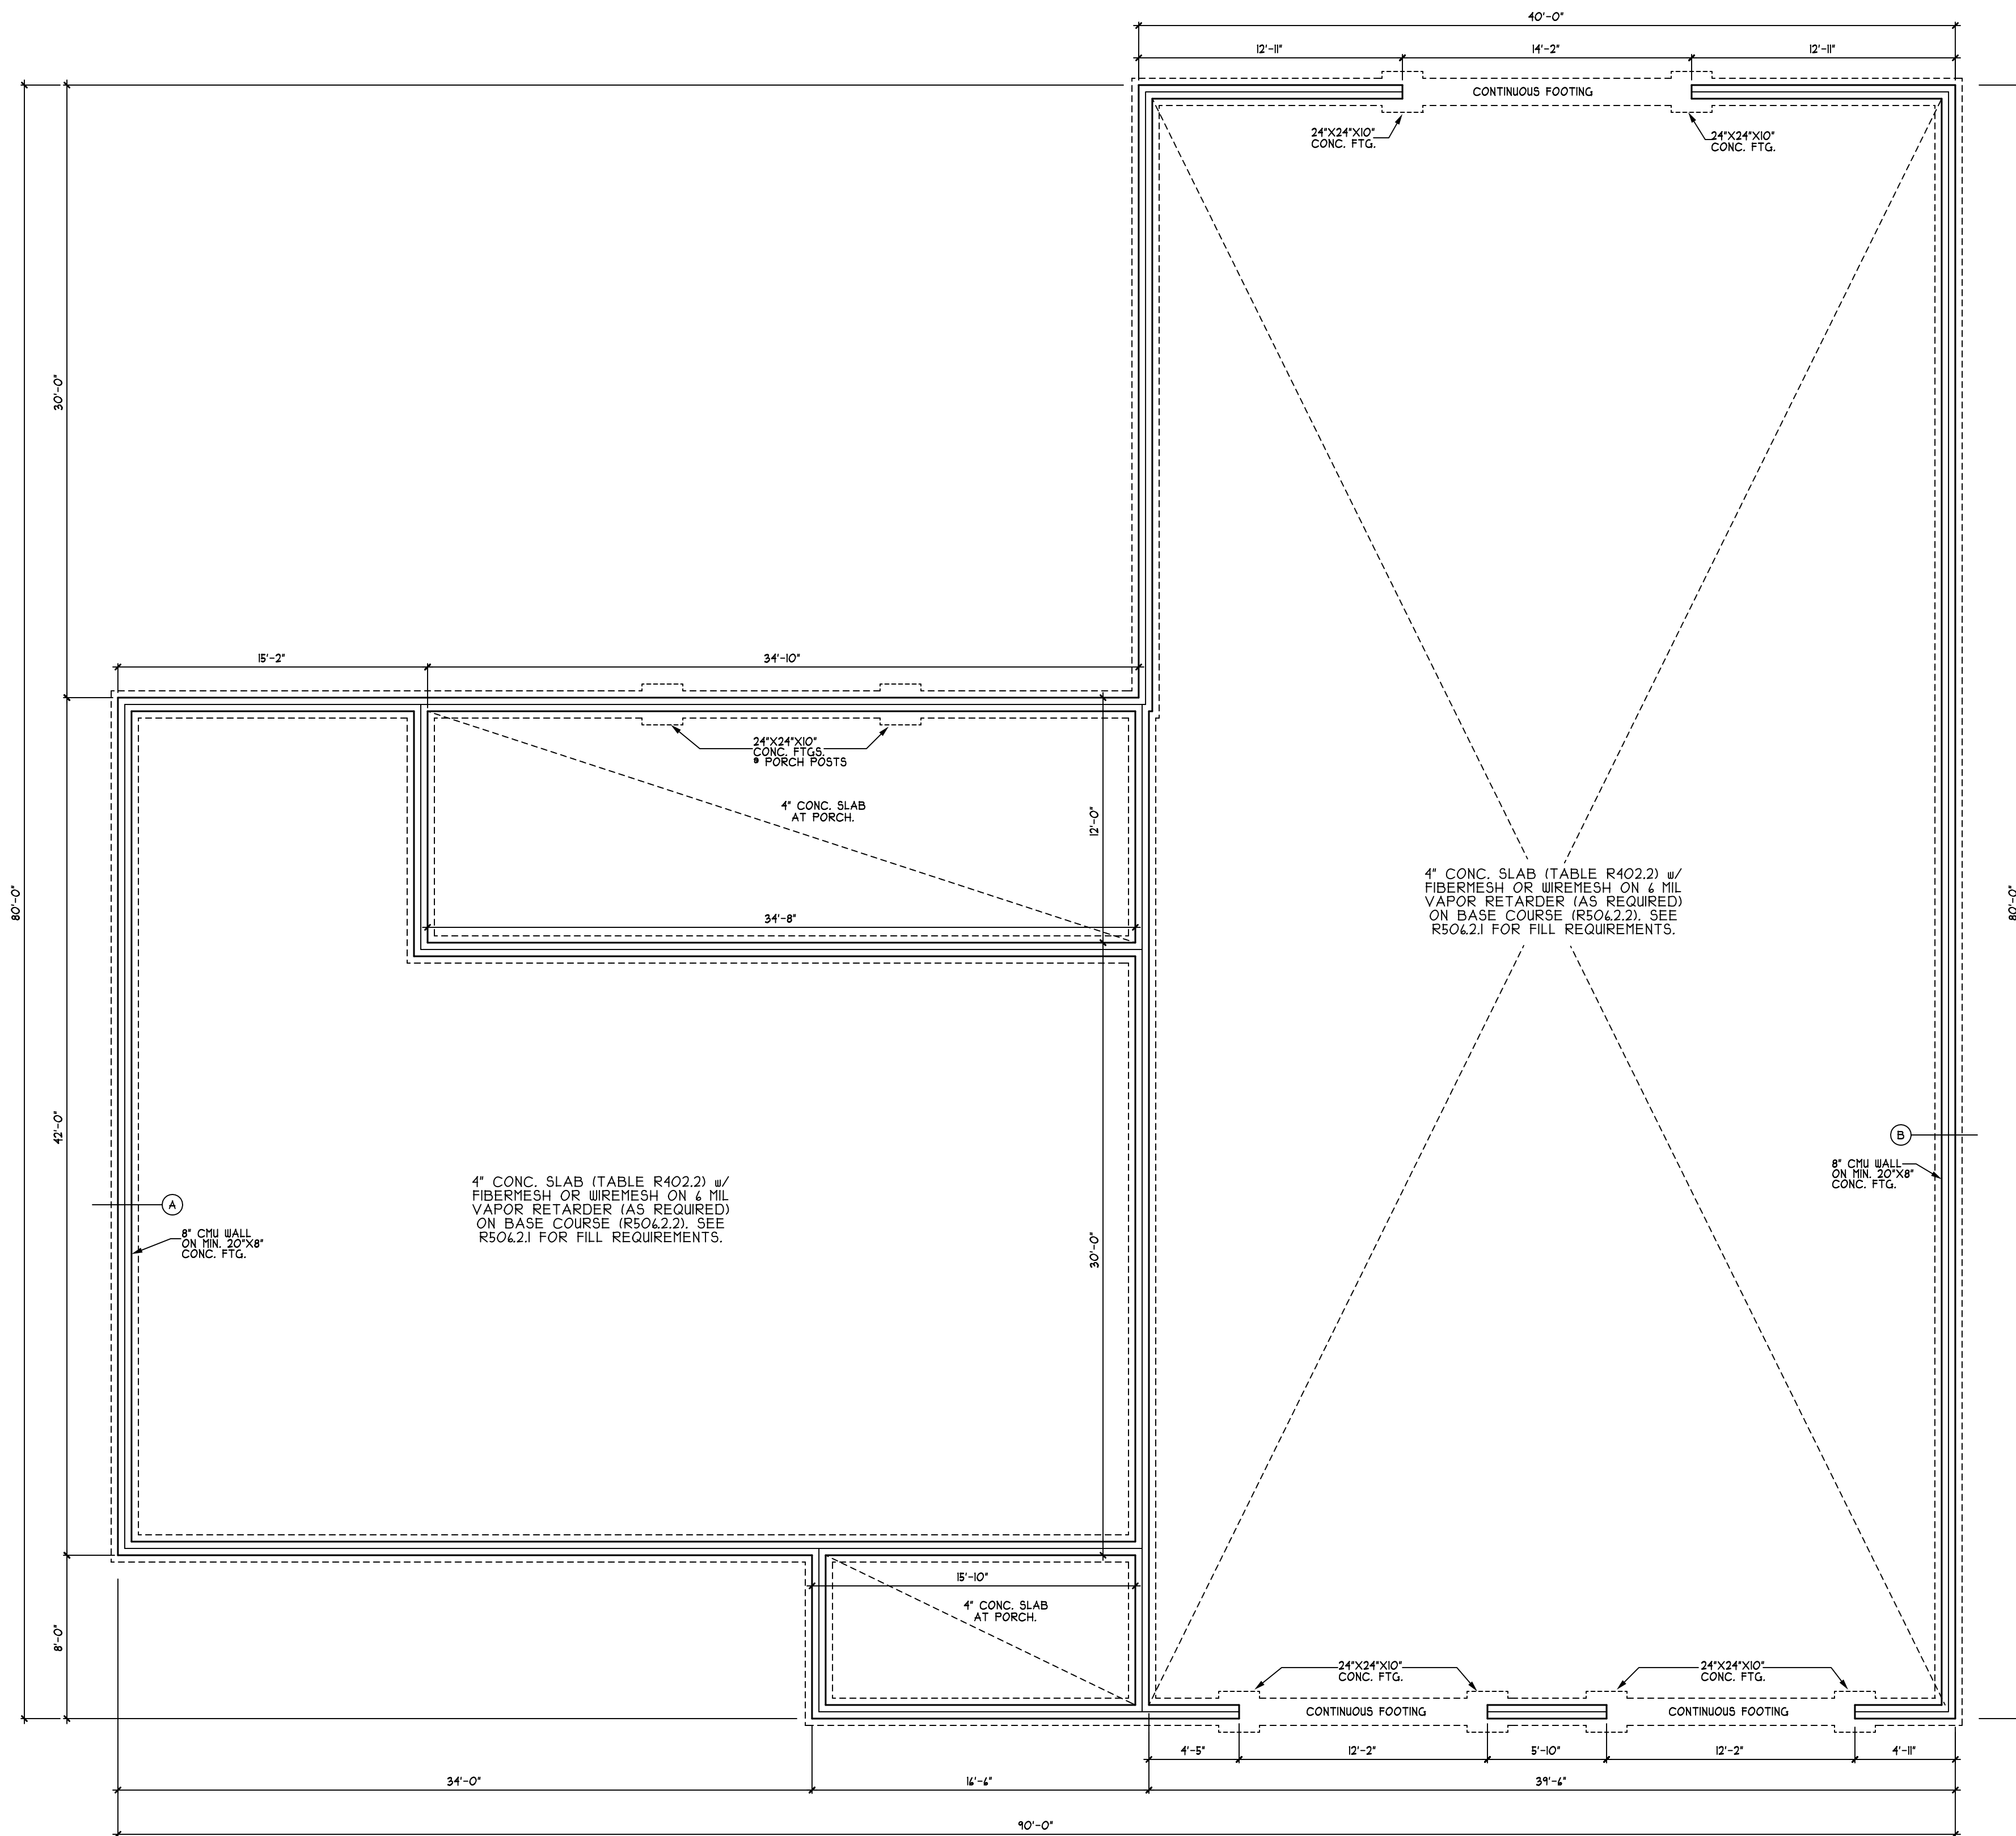 40'-0"
12'-11"
14'-2"
12'-11"
CONTINUOUS FOOTING
24"X24"X10"
CONC. FTG.
24"X24"X10"
CONC. FTG.
30'-0"
15'-2"
34'-10"
24"X24"X10"
CONC. FTGS.
@ PORCH POSTS
4" CONC. SLAB
AT PORCH.
12'-0"
34'-8"
80'-0"
80'-0"
4" CONC. SLAB (TABLE R402.2) w/
FIBERMESH OR WIREMESH ON 6 MIL
VAPOR RETARDER (AS REQUIRED)
ON BASE COURSE (R506.2.2). SEE
R506.2.1 FOR FILL REQUIREMENTS.
42'-0"
B
8" CMU WALL
ON MIN. 20"X8"
CONC. FTG.
4" CONC. SLAB (TABLE R402.2) w/
FIBERMESH OR WIREMESH ON 6 MIL
VAPOR RETARDER (AS REQUIRED)
ON BASE COURSE (R506.2.2). SEE
R506.2.1 FOR FILL REQUIREMENTS.
A
8" CMU WALL
ON MIN. 20"X8"
CONC. FTG.
30'-0"
15'-10"
4" CONC. SLAB
AT PORCH.
8'-0"
24"X24"X10"
CONC. FTG.
24"X24"X10"
CONC. FTG.
CONTINUOUS FOOTING
CONTINUOUS FOOTING
4'-5"
12'-2"
5'-10"
12'-2"
4'-11"
34'-0"
16'-6"
39'-6"
90'-0"